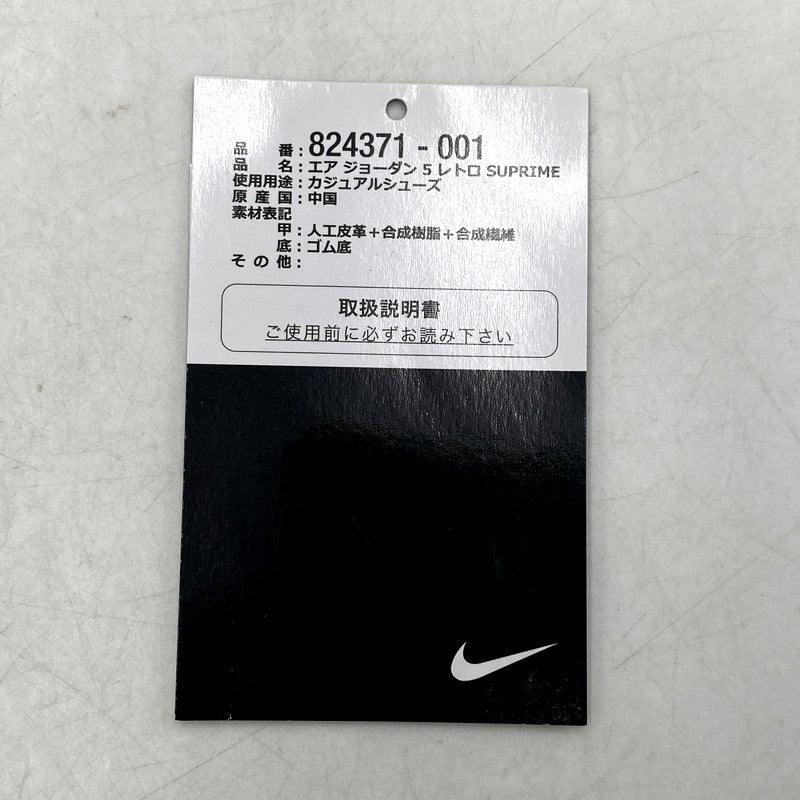 品番：824371 - 001
品名：エア ジョーダン 5 レトロ SUPRIME
使用用途：カジュアルシューズ
原産国：中国
素材表記
甲：人工皮革＋合成樹脂＋合成繊維
底：ゴム底
その他：
取扱説明書
ご使用前に必ずお読み下さい